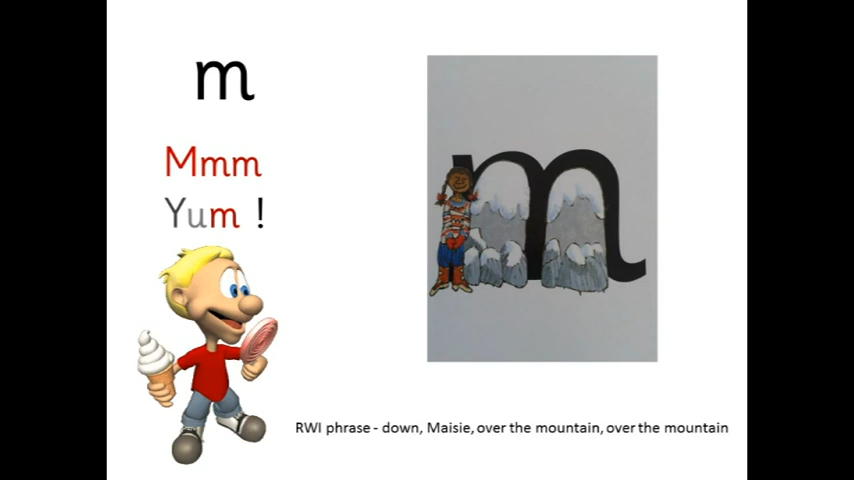 m
Mmm
Yum !
m
RWI phrase - down, Maisie, over the mountain, over the mountain